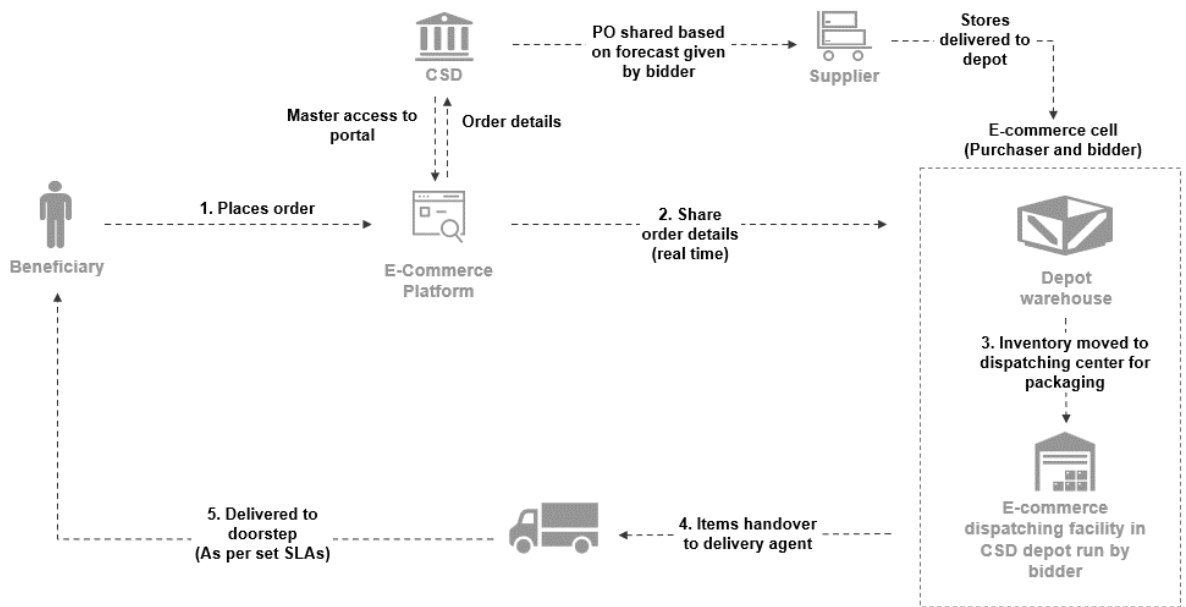 CSD
PO shared based
on forecast given
by bidder
Supplier
Stores
delivered to
depot
Master access to
portal
Order details
E-commerce cell
(Purchaser and bidder)
Beneficiary
1. Places order
E-Commerce
Platform
2. Share
order details
(real time)
Depot
warehouse
3. Inventory moved to
dispatching center for
packaging
E-commerce
dispatching facility in
CSD depot run by
bidder
4. Items handover
to delivery agent
5. Delivered to
doorstep
(As per set SLAs)